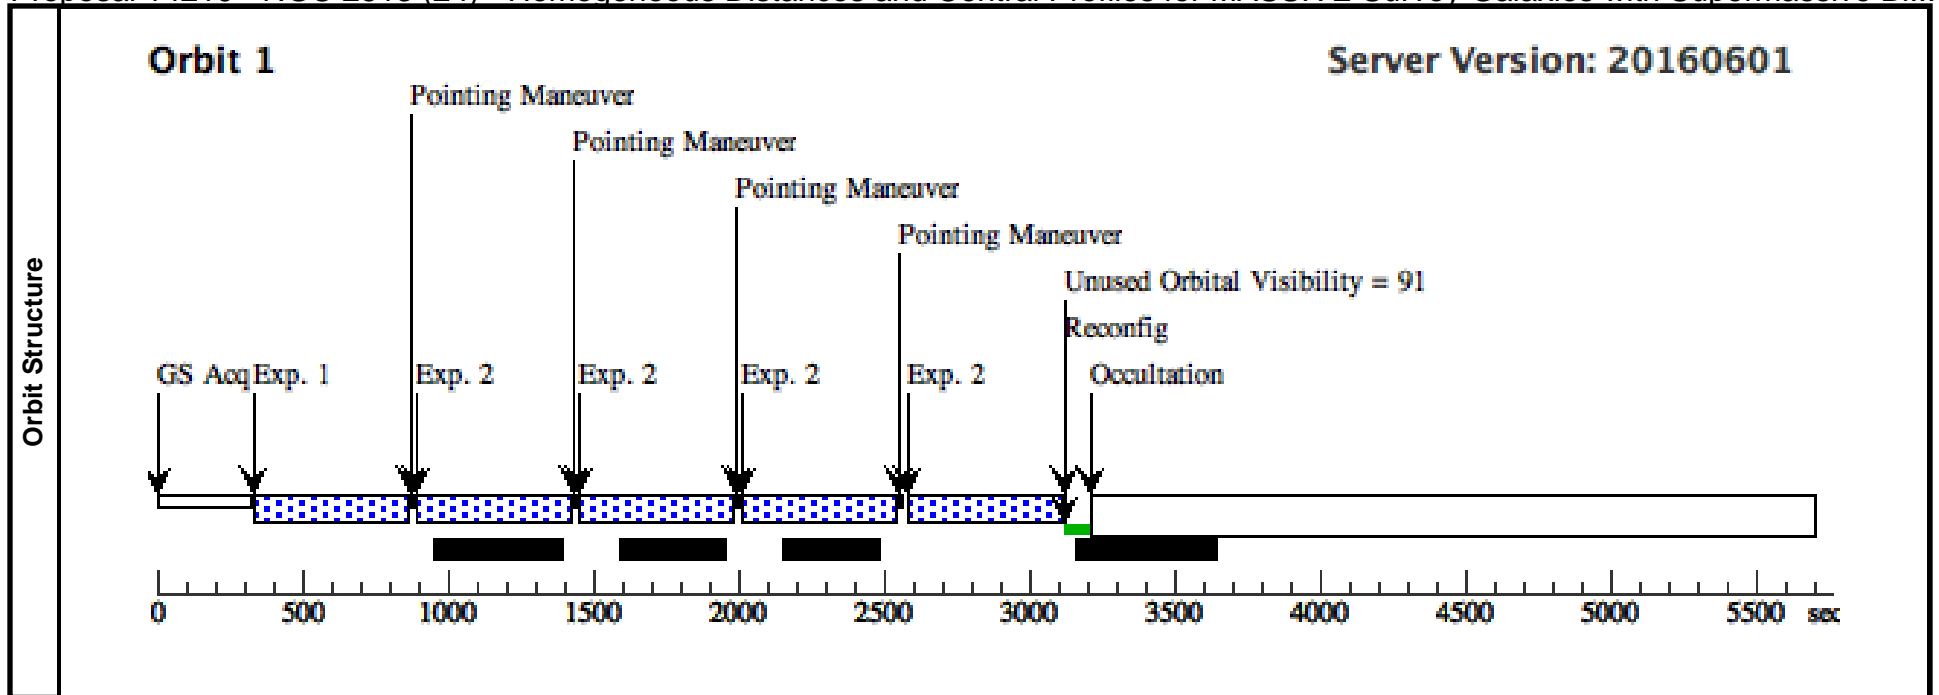 Orbit 1
Server Version: 20160601
Pointing Maneuver
Pointing Maneuver
Pointing Maneuver
Pointing Maneuver
Unused Orbital Visibility = 91
Reconfig
GS Acq Exp. 1 Exp. 2 Exp. 2 Exp. 2 Exp. 2 Occultation
Orbit Structure
0 500 1000 1500 2000 2500 3000 3500 4000 4500 5000 5500 sec